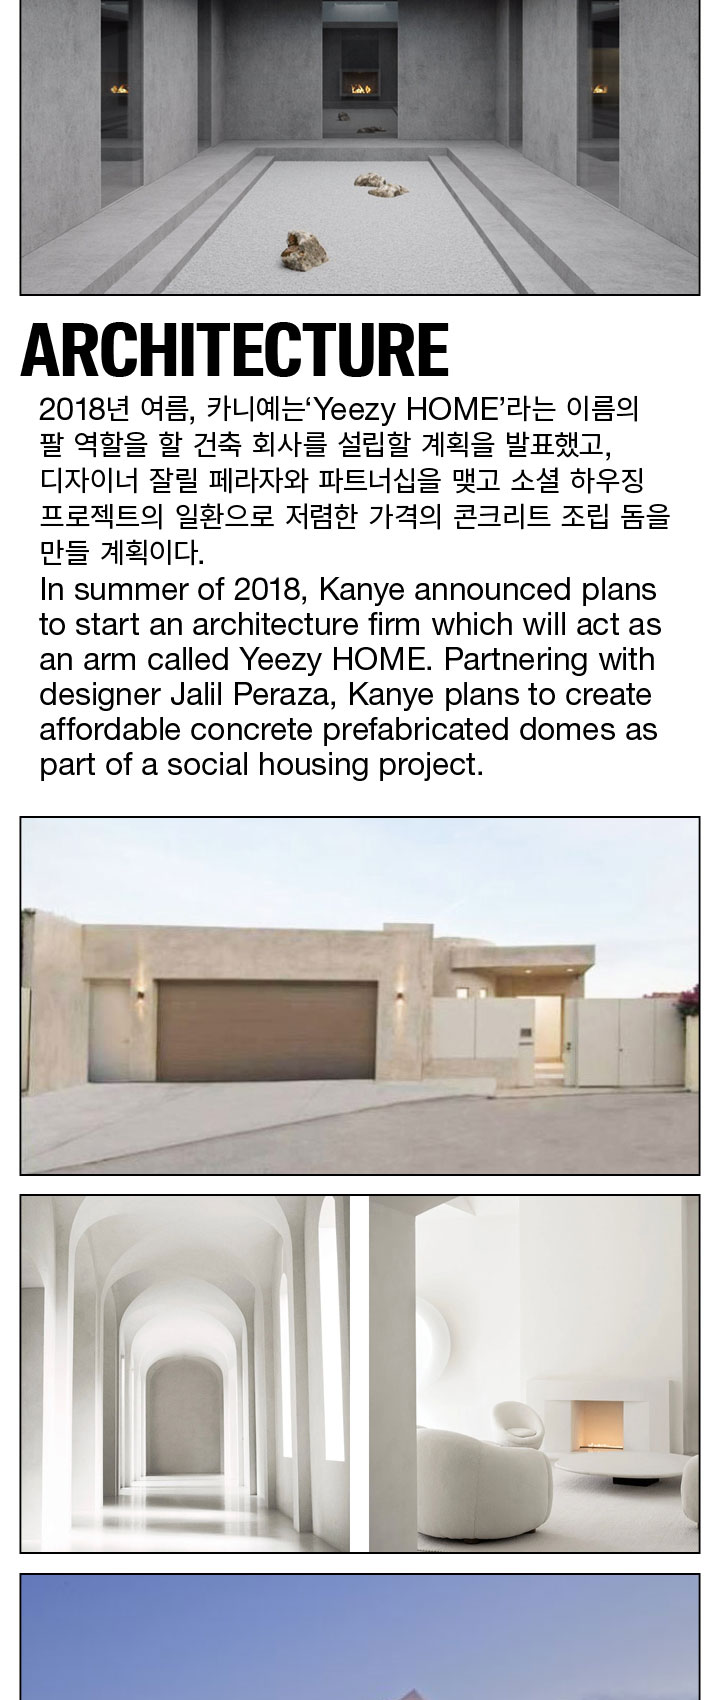 ARCHITECTURE
2018년 여름, 카니예는‘Yeezy HOME’라는 이름의
팔 역할을 할 건축 회사를 설립할 계획을 발표했고,
디자이너 잘릴 페라자와 파트너십을 맺고 소셜 하우징
프로젝트의 일환으로 저렴한 가격의 콘크리트 조립 돔을
만들 계획이다.
In summer of 2018, Kanye announced plans
to start an architecture firm which will act as
an arm called Yeezy HOME. Partnering with
designer Jalil Peraza, Kanye plans to create
affordable concrete prefabricated domes as
part of a social housing project.